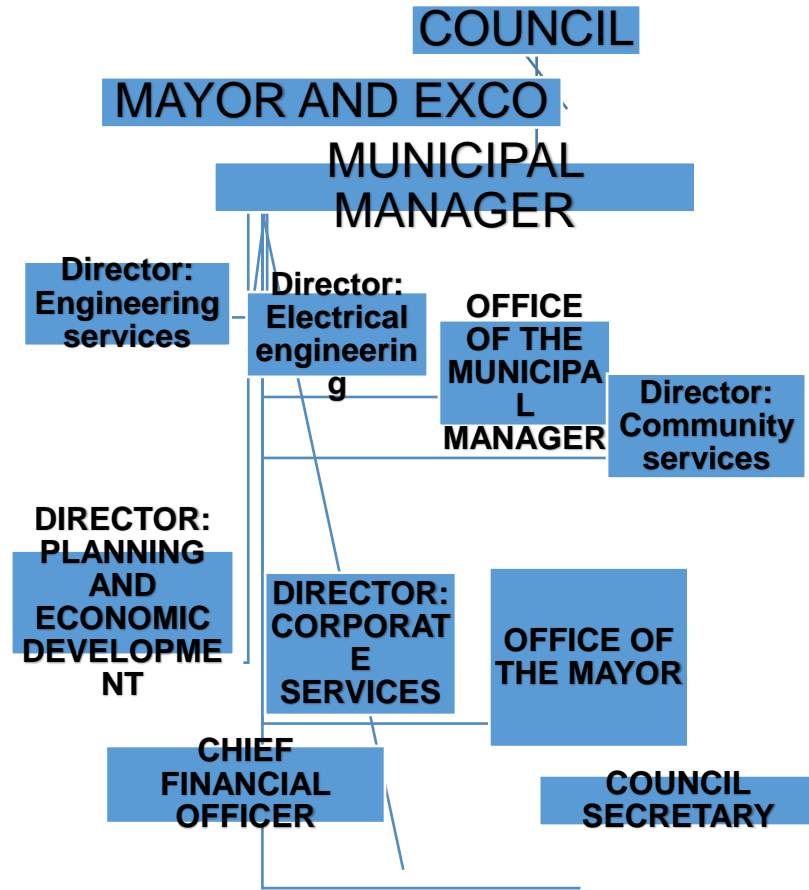 COUNCIL
MAYOR AND EXCO
MUNICIPAL
MANAGER
Director:
Engineering
services
Director:
Electrical
engineerin
g
OFFICE
OF THE
MUNICIPA
L
MANAGER
Director:
Community
services
DIRECTOR:
PLANNING
AND
ECONOMIC
DEVELOPME
NT
DIRECTOR:
CORPORAT
E
SERVICES
OFFICE OF
THE MAYOR
CHIEF
FINANCIAL
OFFICER
COUNCIL
SECRETARY